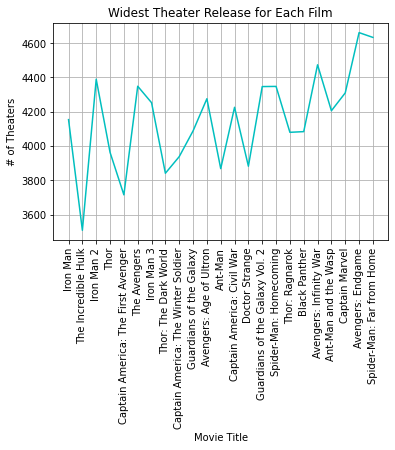 Widest Theater Release for Each Film
# of Theaters
4600
4400
4200
4000
3800
3600
Iron Man
The Incredible Hulk
Iron Man 2
Thor
Captain America: The First Avenger
The Avengers
Iron Man 3
Thor: The Dark World
Captain America: The Winter Soldier
Guardians of the Galaxy
Avengers: Age of Ultron
Ant-Man
Captain America: Civil War
Doctor Strange
Guardians of the Galaxy Vol. 2
Spider-Man: Homecoming
Thor: Ragnarok
Black Panther
Avengers: Infinity War
Ant-Man and the Wasp
Captain Marvel
Avengers: Endgame
Spider-Man: Far from Home
Movie Title